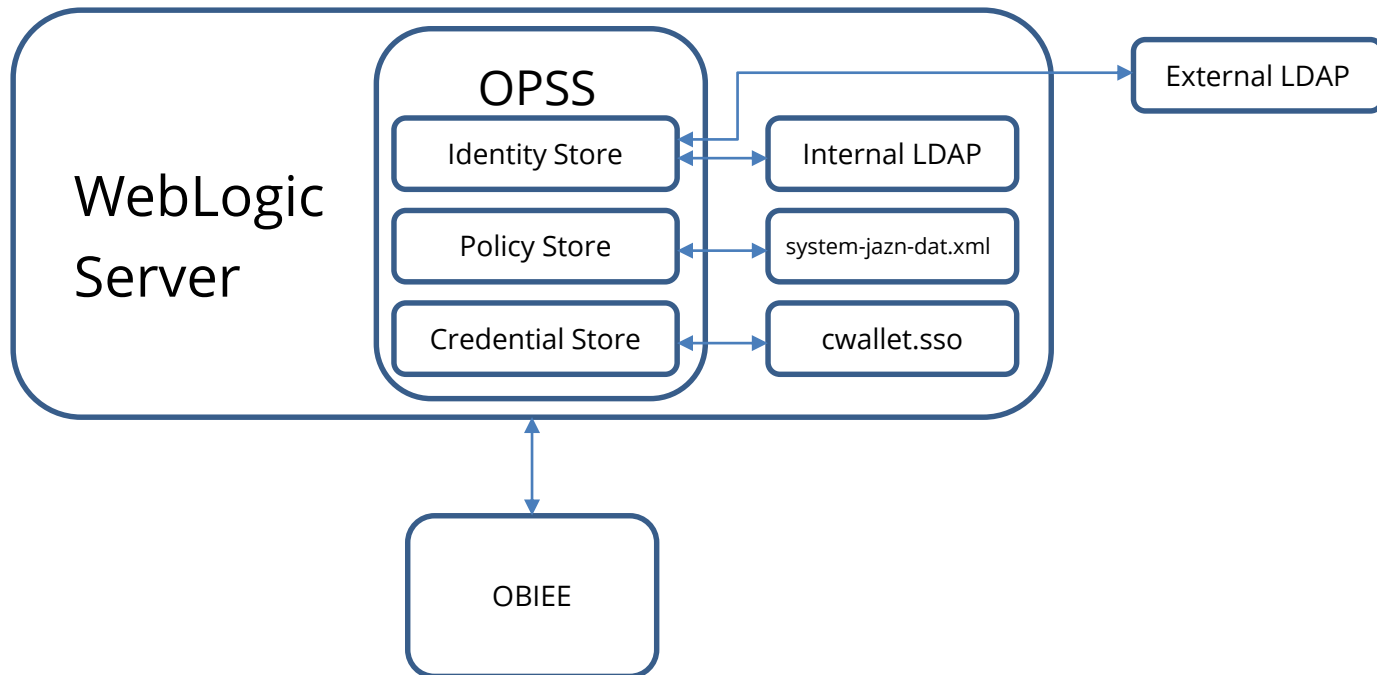 WebLogic
Server
OPSS
Identity Store
Policy Store
Credential Store
Internal LDAP
system-jazn-dat.xml
cwallet.sso
External LDAP
OBIEE